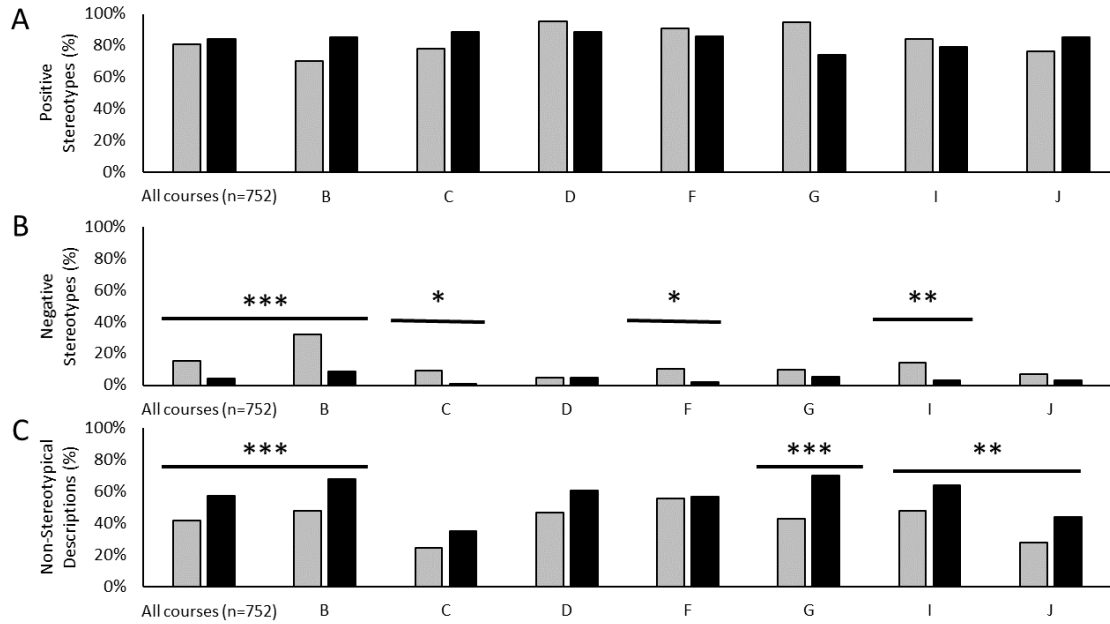 A
Positive
Stereotypes (%)
100%
80%
60%
40%
20%
0%
All courses (n=752) B C D F G I J
B
Negative
Stereotypes (%)
100%
80%
60%
40%
20%
0%
*** * * **
All courses (n=752) B C D F G I J
C
Non-Stereotypical
Descriptions (%)
100%
80%
60%
40%
20%
0%
*** *** **
All courses (n=752) B C D F G I J